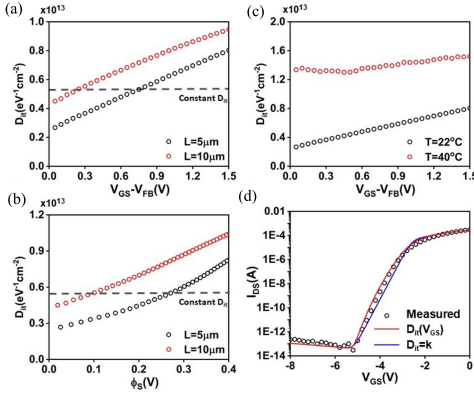 (a)
x10^13
1.0
0.8
0.6
0.4
0.2
0.0
D_it(eV^-1cm^-2)
Constant D_it
L=5μm
L=10μm
0.0 0.3 0.6 0.9 1.2 1.5
V_GS-V_FB(V)
(c)
x10^13
2.0
1.6
1.2
0.8
0.4
0.0
D_it(eV^-1cm^-2)
T=22°C
T=40°C
0.0 0.3 0.6 0.9 1.2 1.5
V_GS-V_FB(V)
(b)
x10^13
1.2
0.9
0.6
0.3
0.0
D_it(eV^-1cm^-2)
Constant D_it
L=5μm
L=10μm
0.0 0.1 0.2 0.3 0.4
ϕ_S(V)
(d)
0.01
1E-4
1E-6
1E-8
1E-10
1E-12
1E-14
I_DS(A)
Measured
D_it(V_GS)
D_it=k
-8 -6 -4 -2 0
V_GS(V)